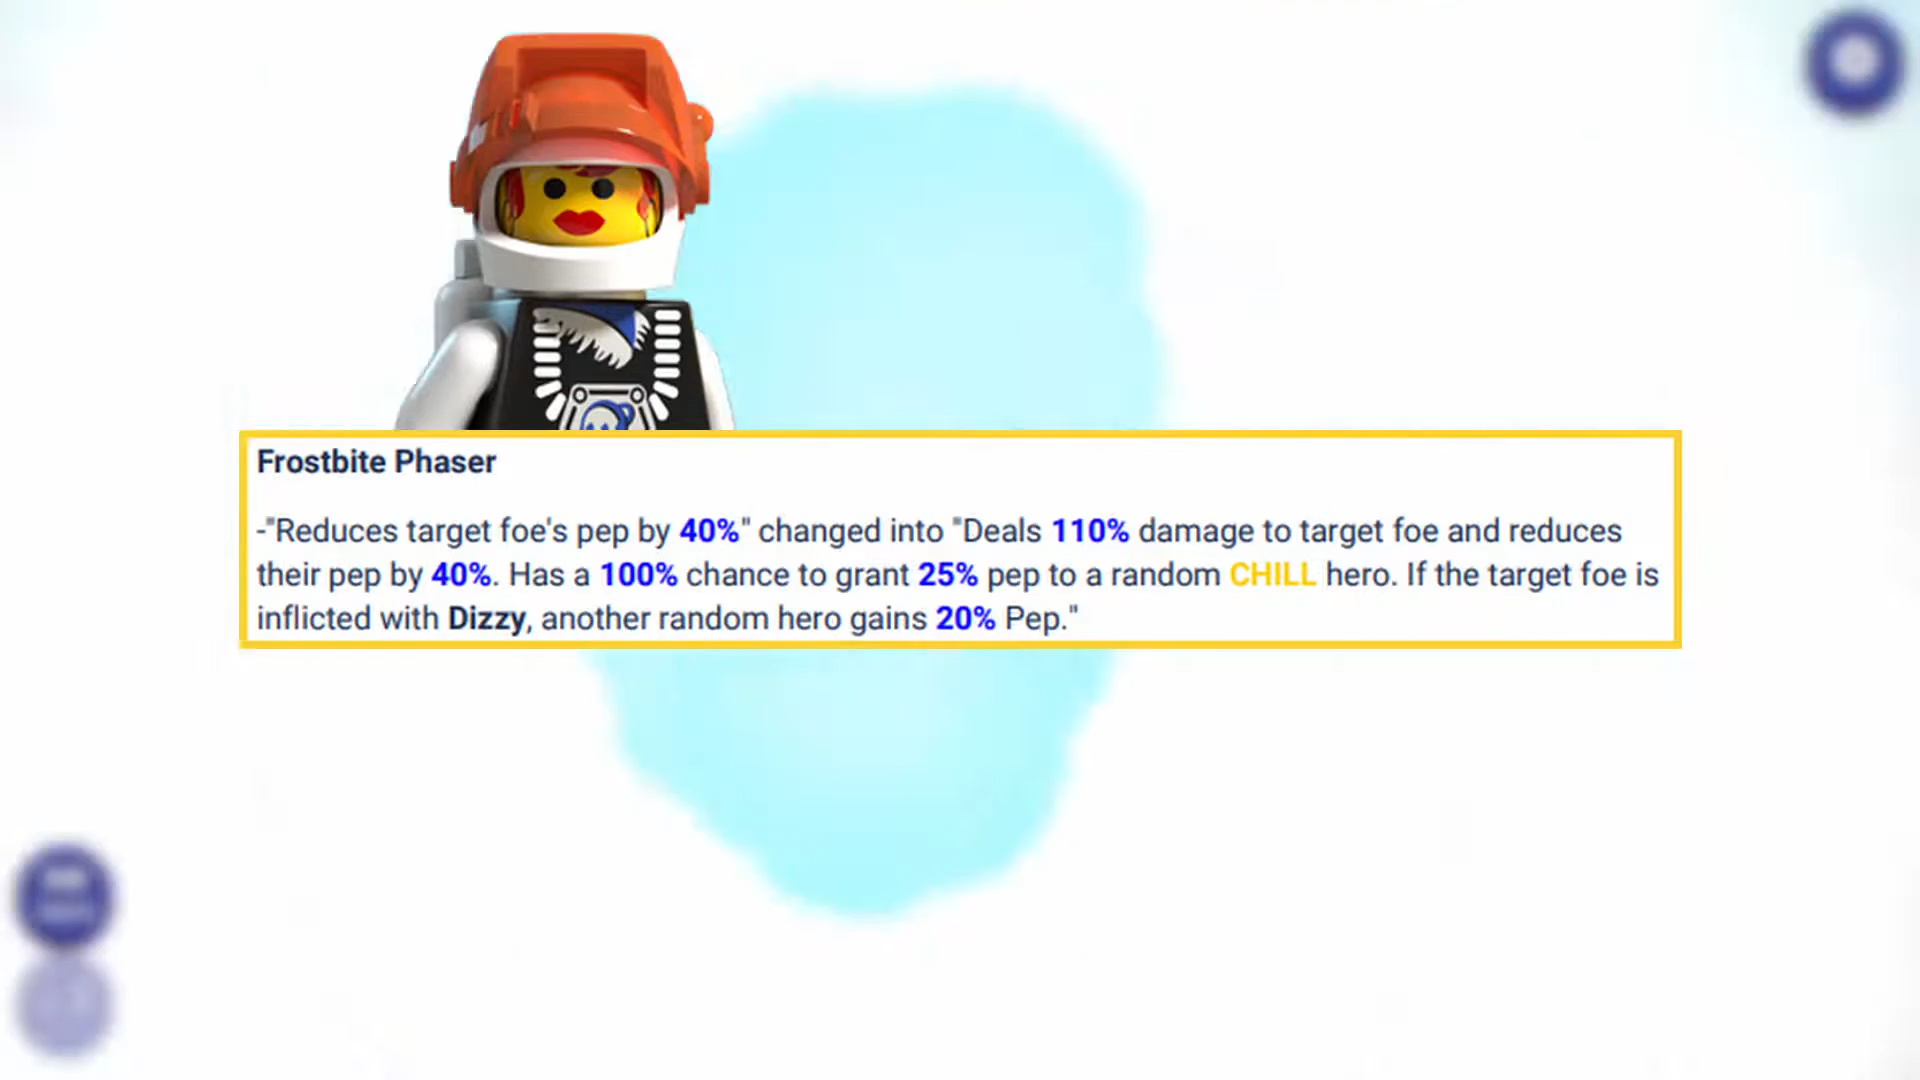 Frostbite Phaser
-"Reduces target foe's pep by 40%" changed into "Deals 110% damage to target foe and reduces
their pep by 40%. Has a 100% chance to grant 25% pep to a random CHILL hero. If the target foe is
inflicted with Dizzy, another random hero gains 20% Pep."